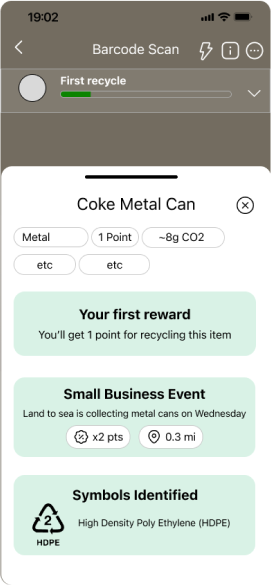 19:02
Barcode Scan
First recycle
Coke Metal Can
Metal
1 Point
~8g CO2
etc
etc
Your first reward
You'll get 1 point for recycling this item
Small Business Event
Land to sea is collecting metal cans on Wednesday
x2 pts
0.3 mi
Symbols Identified
2
HDPE
High Density Poly Ethylene (HDPE)